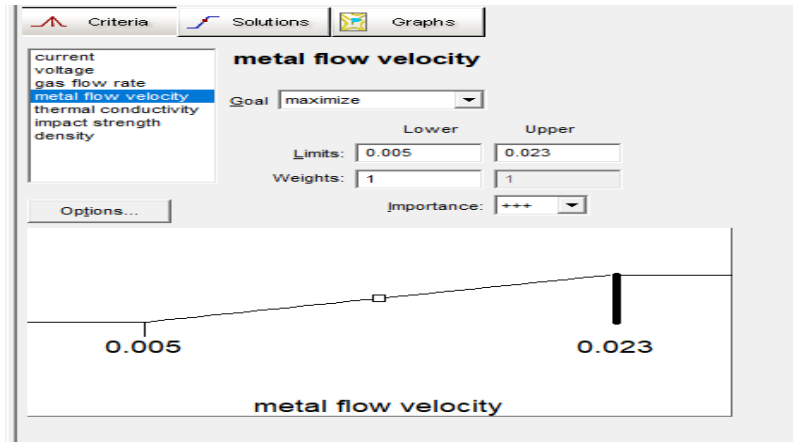 Criteria Solutions Graphs
current
voltage
gas flow rate
metal flow velocity
thermal conductivity
impact strength
density
metal flow velocity
Goal maximize
Lower Upper
Limits: 0.005 0.023
Weights: 1 1
Importance: +++
Options...
0.005 0.023
metal flow velocity